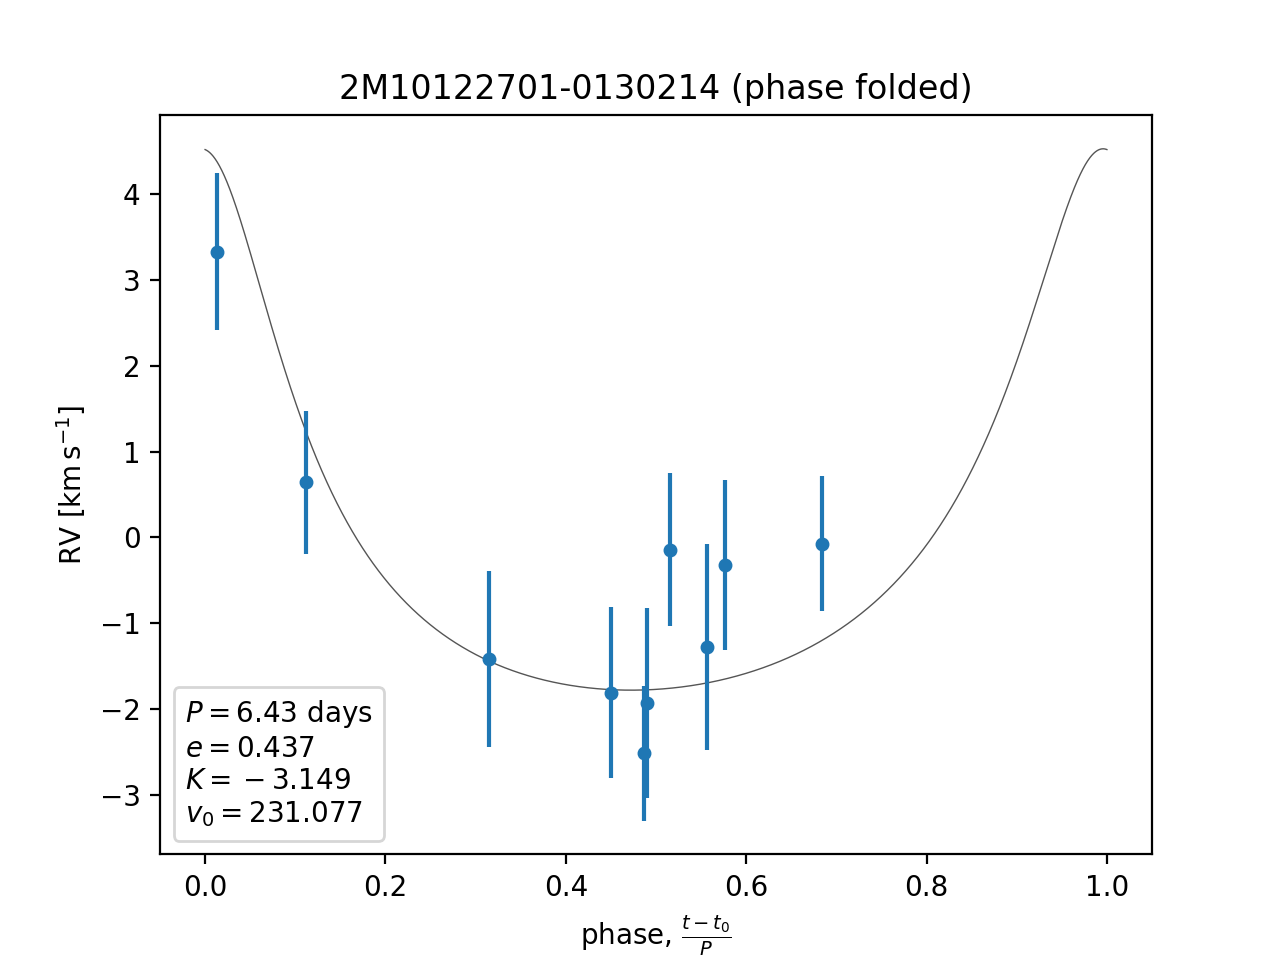 2M10122701-0130214 (phase folded)
RV [km s⁻¹]
4
3
2
1
0
−1
−2
−3
P = 6.43 days
e = 0.437
K = − 3.149
v₀ = 231.077
0.0 0.2 0.4 0.6 0.8 1.0
phase, (t − t₀)/P